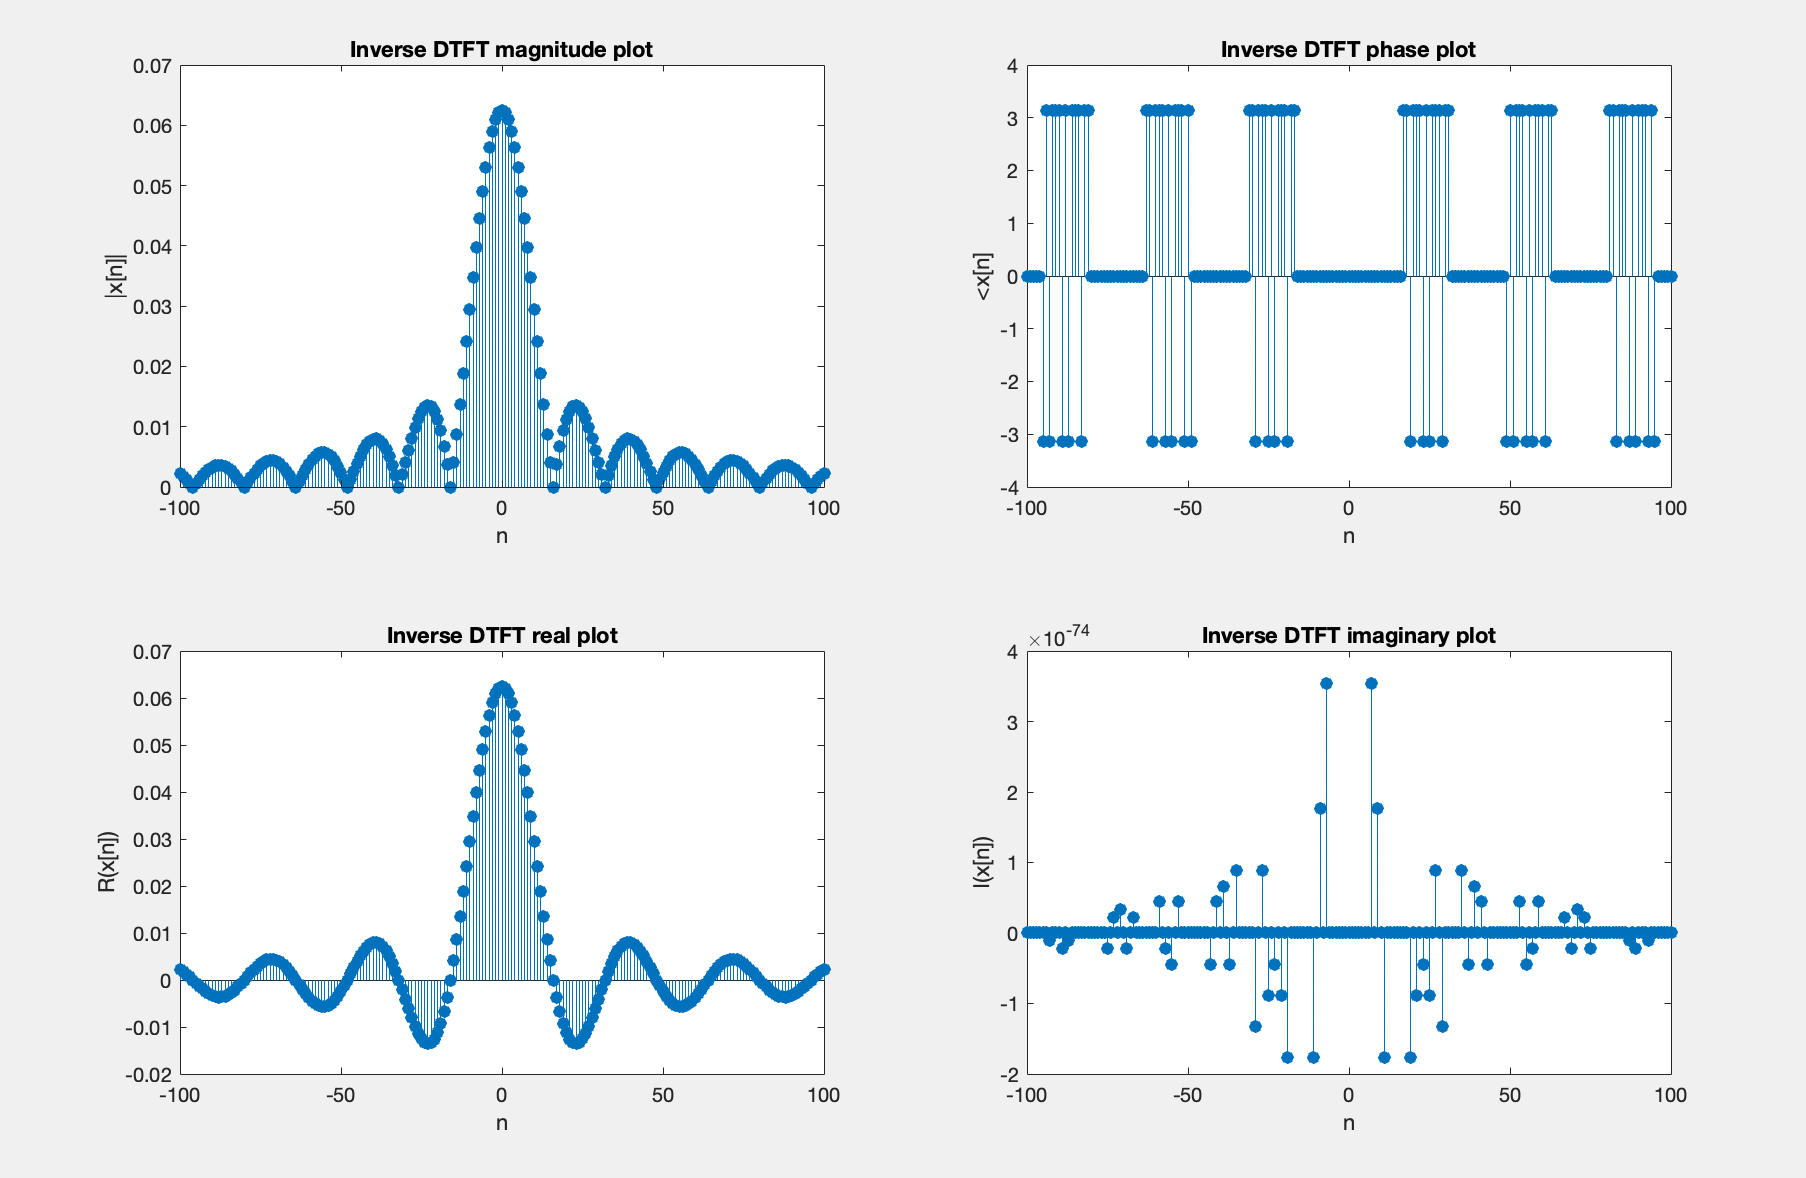 Inverse DTFT magnitude plot
0.07
0.06
0.05
0.04
0.03
0.02
0.01
0
|x[n]|
-100 -50 0 50 100
n
Inverse DTFT phase plot
4
3
2
1
0
-1
-2
-3
-4
<x[n]
-100 -50 0 50 100
n
Inverse DTFT real plot
0.07
0.06
0.05
0.04
0.03
0.02
0.01
0
-0.01
-0.02
R(x[n])
-100 -50 0 50 100
n
×10-74
Inverse DTFT imaginary plot
4
3
2
1
0
-1
-2
I(x[n])
-100 -50 0 50 100
n